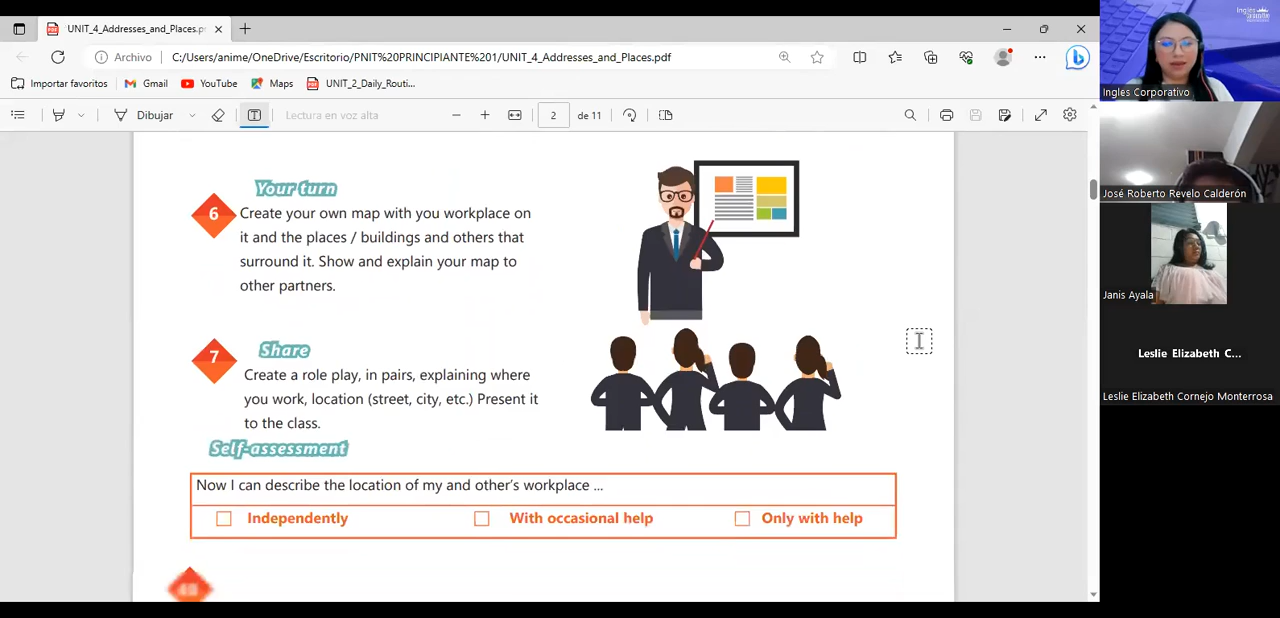 UNIT_4_Addresses_and_Places.p
Archivo
C:/Users/anime/OneDrive/Escritorio/PNIT%20PRINCIPIANTE%201/UNIT_4_Addresses_and_Places.pdf
Importar favoritos
Gmail
YouTube
Maps
UNIT_2_Daily_Routi...
Dibujar
Lectura en voz alta
2
de 11
Your turn
6
Create your own map with you workplace on
it and the places / buildings and others that
surround it. Show and explain your map to
other partners.
7
Share
Create a role play, in pairs, explaining where
you work, location (street, city, etc.) Present it
to the class.
Self-assessment
Now I can describe the location of my and other's workplace ...
Independently
With occasional help
Only with help
Ingles Corporativo
José Roberto Revelo Calderón
Janis Ayala
Leslie Elizabeth C...
Leslie Elizabeth Cornejo Monterrosa